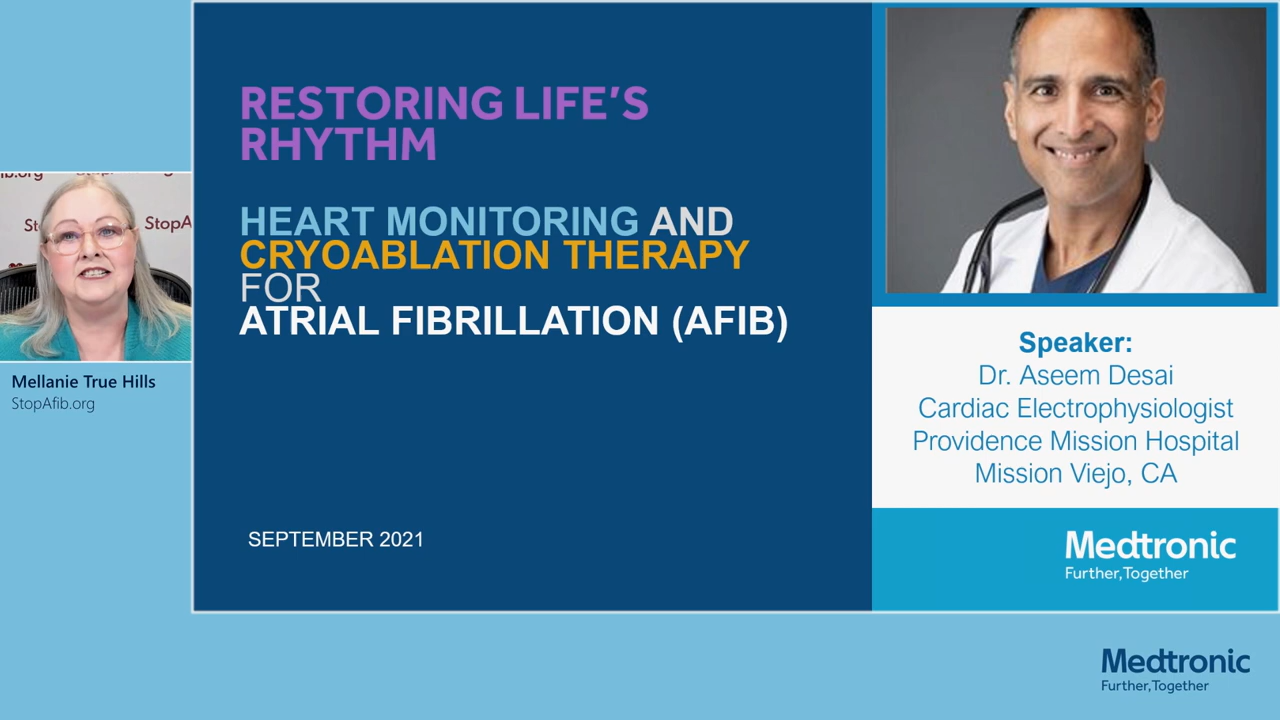 RESTORING LIFE'S
RHYTHM
HEART MONITORING AND
CRYOABLATION THERAPY
FOR
ATRIAL FIBRILLATION (AFIB)
SEPTEMBER 2021
StopA
Mellanie True Hills
StopAfib.org
Speaker:
Dr. Aseem Desai
Cardiac Electrophysiologist
Providence Mission Hospital
Mission Viejo, CA
Medtronic
Further,Together
Medtronic
Further,Together